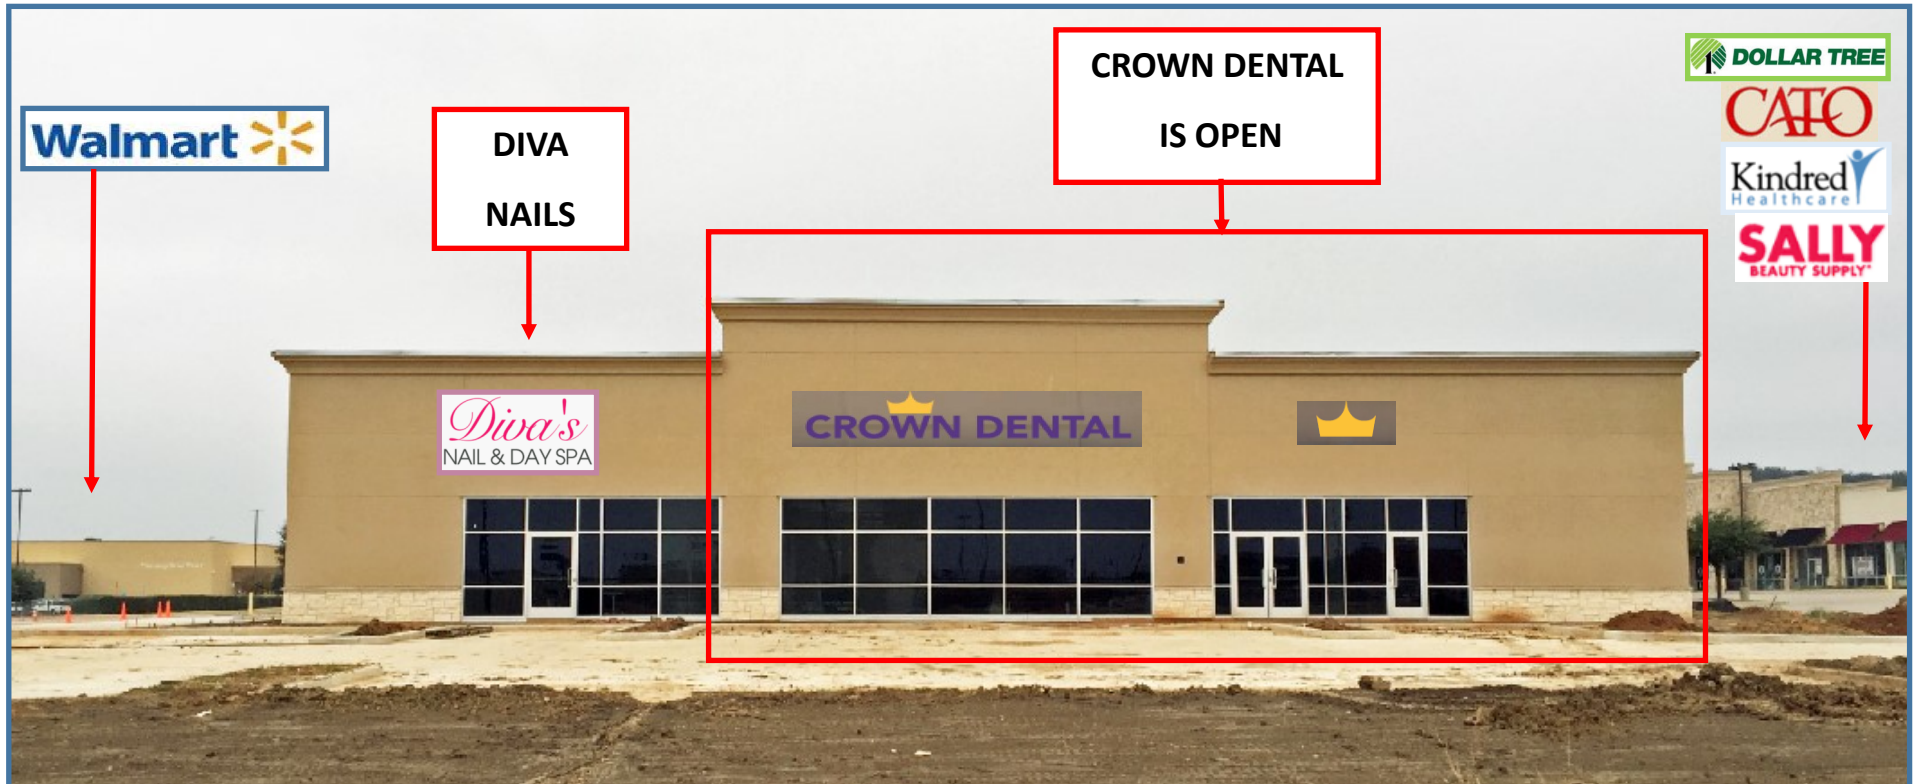 Walmart
DIVA
NAILS
CROWN DENTAL
IS OPEN
DOLLAR TREE
CATO
Kindred
Healthcare
SALLY
BEAUTY SUPPLY
Diva's
NAIL & DAY SPA
CROWN DENTAL